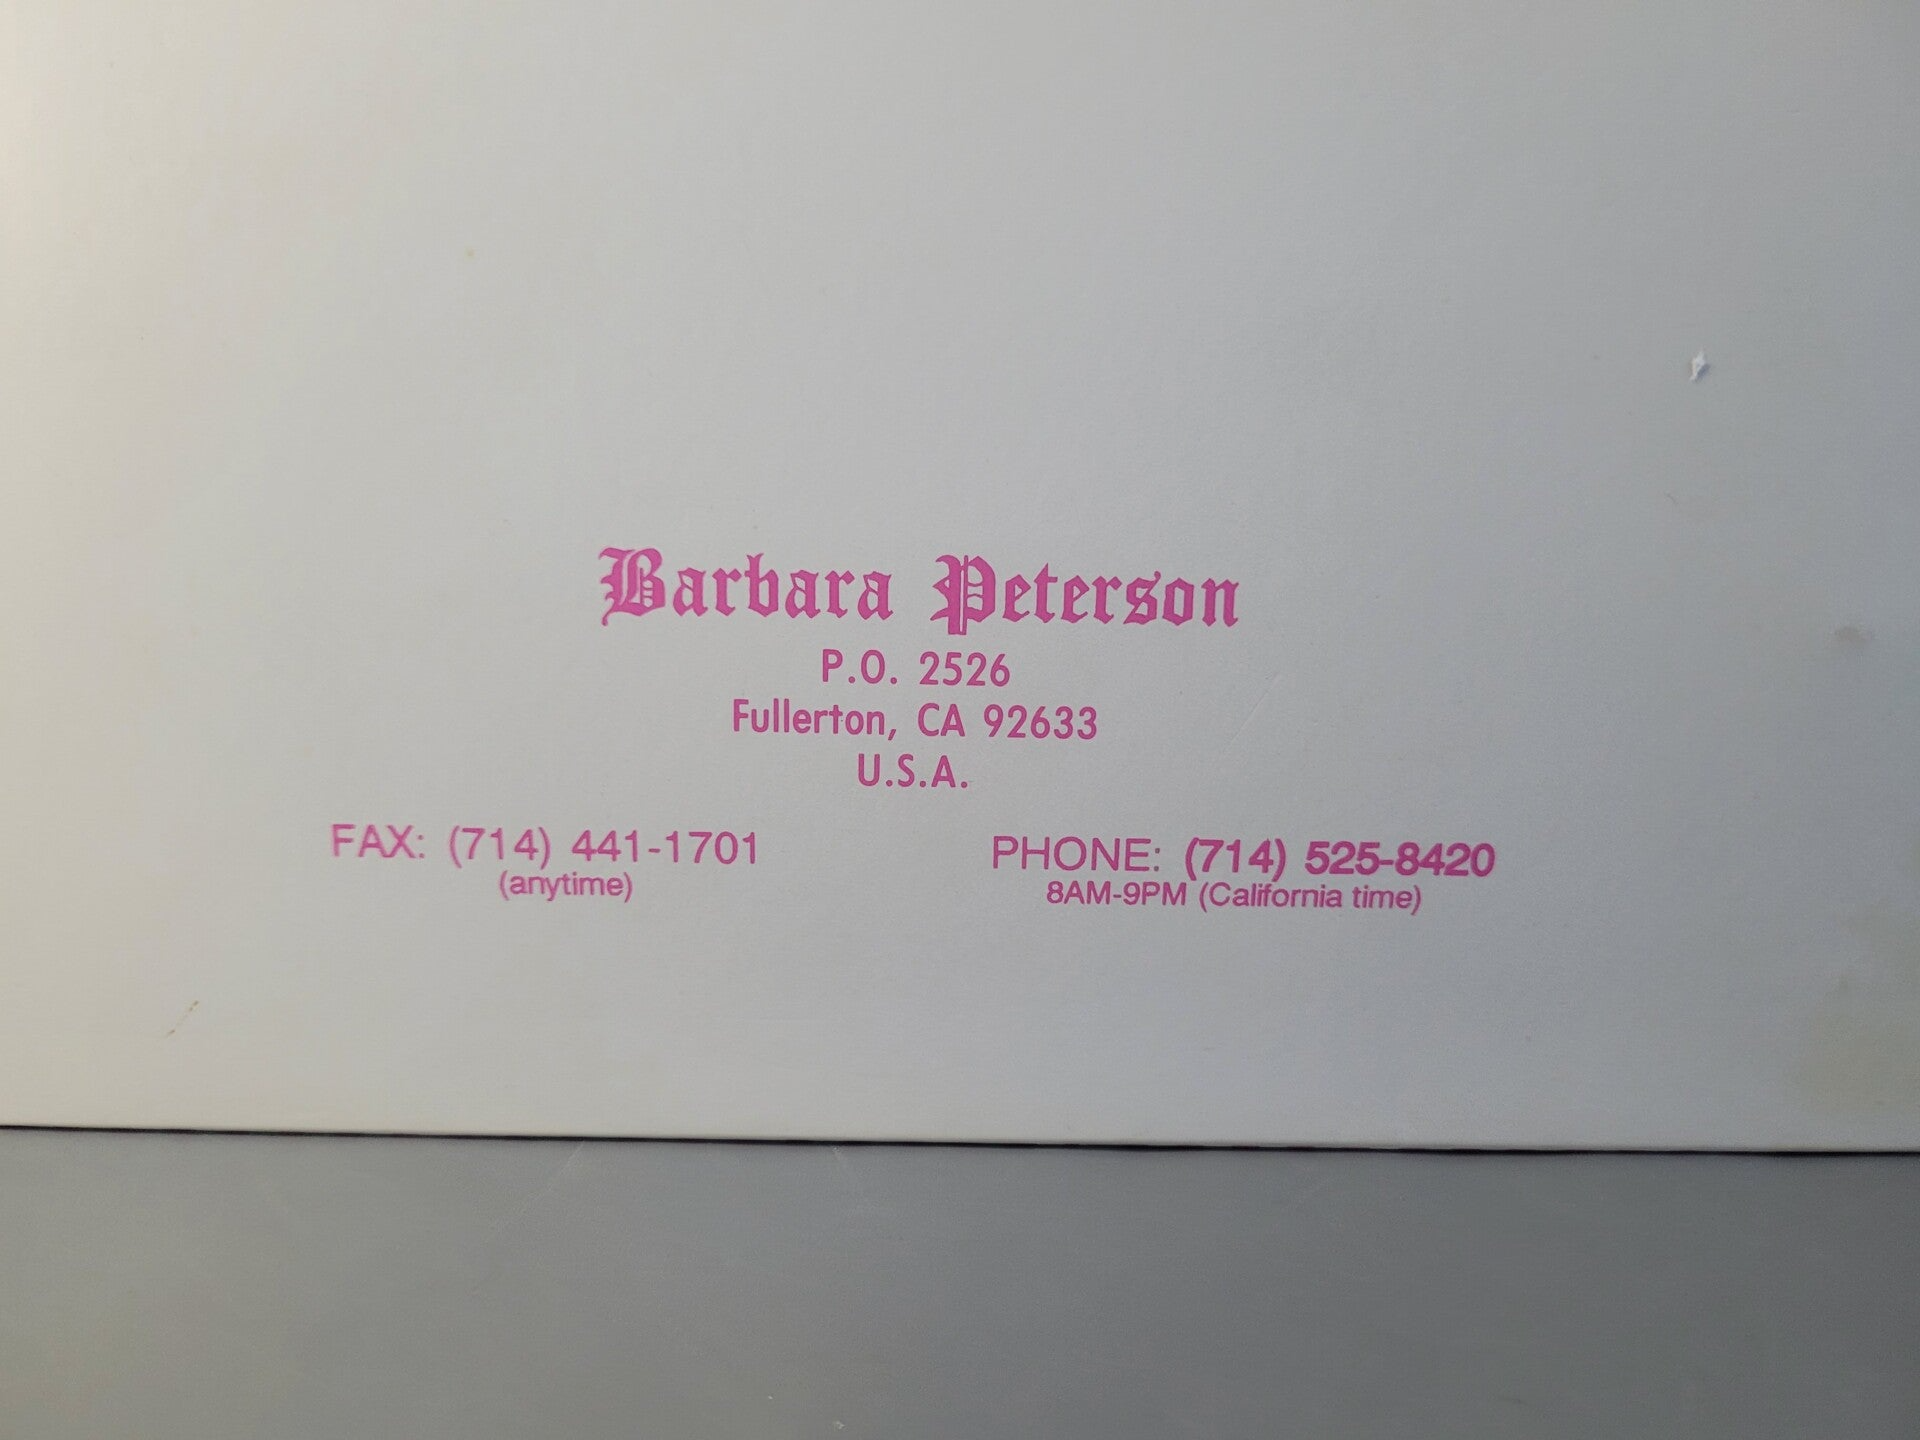 Barbara Peterson
P.O. 2526
Fullerton, CA 92633
U.S.A.
FAX: (714) 441-1701
(anytime)
PHONE: (714) 525-8420
8AM-9PM (California time)